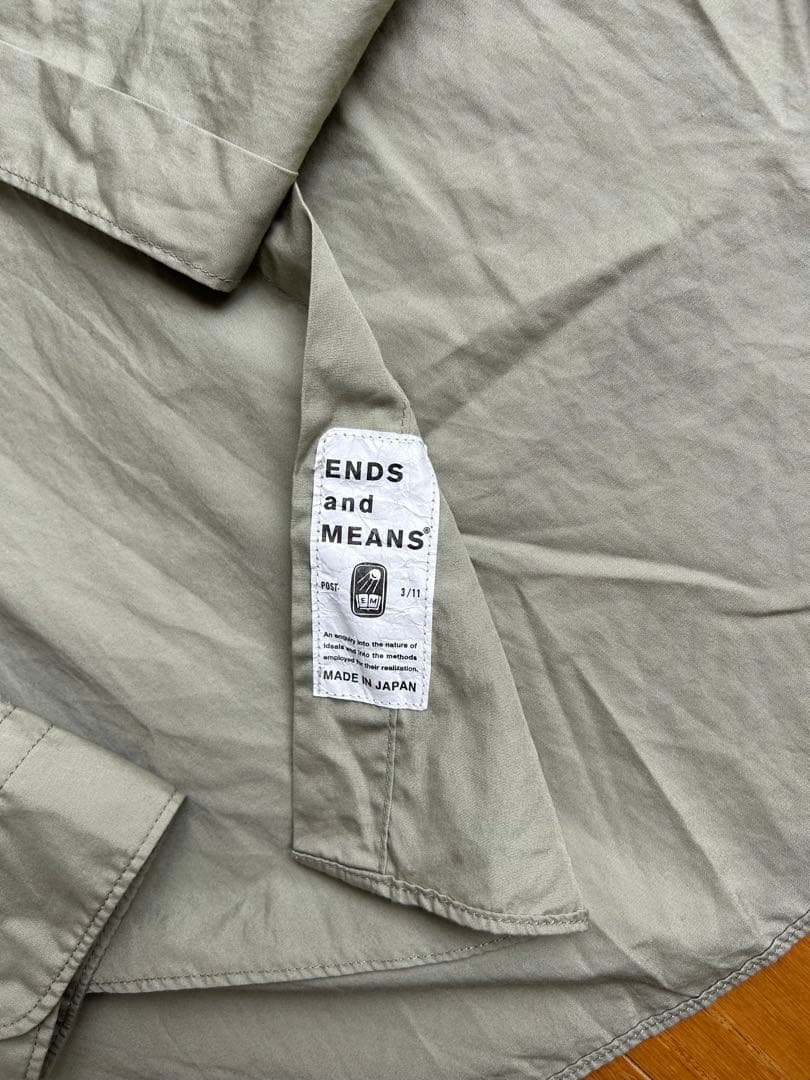 ENDS
and
MEANS®
POST 3/11
E M
An enquiry into the nature of
ideals and into the methods
employed for their realization.
MADE IN JAPAN